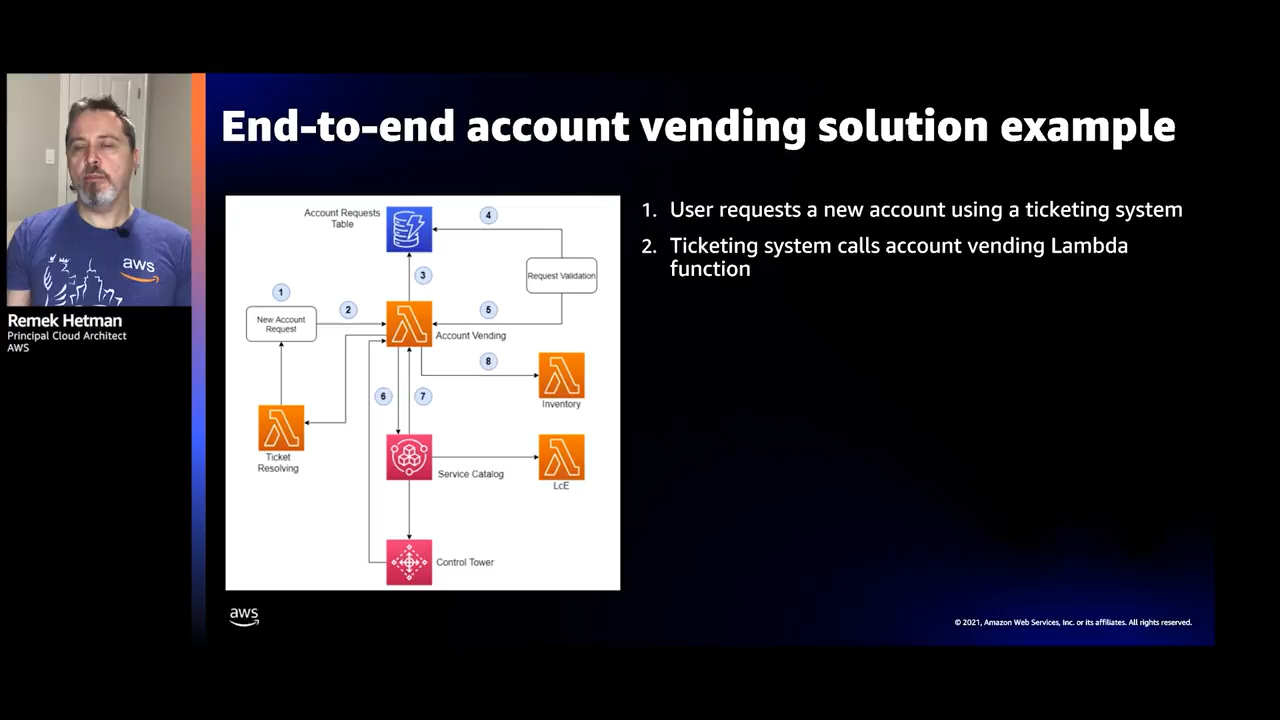 End-to-end account vending solution example
aws
Remek Hetman
Principal Cloud Architect
AWS
Account Requests
Table
4
3
Request Validation
1
2
5
New Account
Request
Account Vending
8
6
7
Inventory
Ticket
Resolving
Service Catalog
LcE
Control Tower
1. User requests a new account using a ticketing system
2. Ticketing system calls account vending Lambda
function
aws
© 2021, Amazon Web Services, Inc. or its affiliates. All rights reserved.